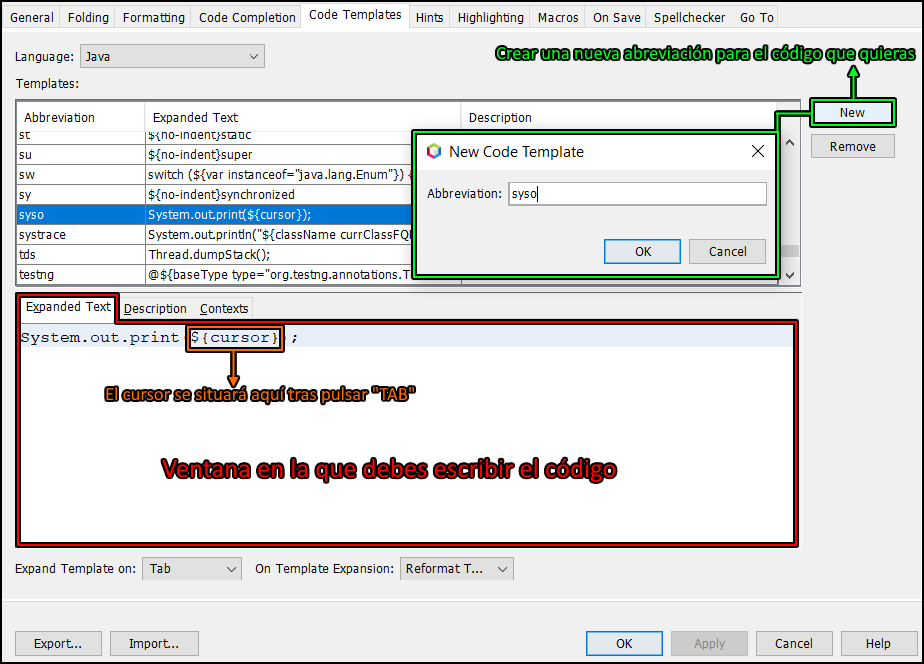 General Folding Formatting Code Completion Code Templates Hints Highlighting Macros On Save Spellchecker Go To
Crear una nueva abreviación para el código que quieras
Language: Java
Templates:
New
Remove
Abbreviation Expanded Text Description
st ${no-indent}static
su ${no-indent}super
sw switch (${var instanceof="java.lang.Enum"}) {
sy ${no-indent}synchronized
syso System.out.print(${cursor});
systrace System.out.println("${className currClassFQ
tds Thread.dumpStack();
testng @${baseType type="org.testng.annotations.T
New Code Template
Abbreviation: syso
OK Cancel
Expanded Text Description Contexts
System.out.print ${cursor} ;
El cursor se situará aquí tras pulsar "TAB"
Ventana en la que debes escribir el código
Expand Template on: Tab On Template Expansion: Reformat T...
Export... Import... OK Apply Cancel Help